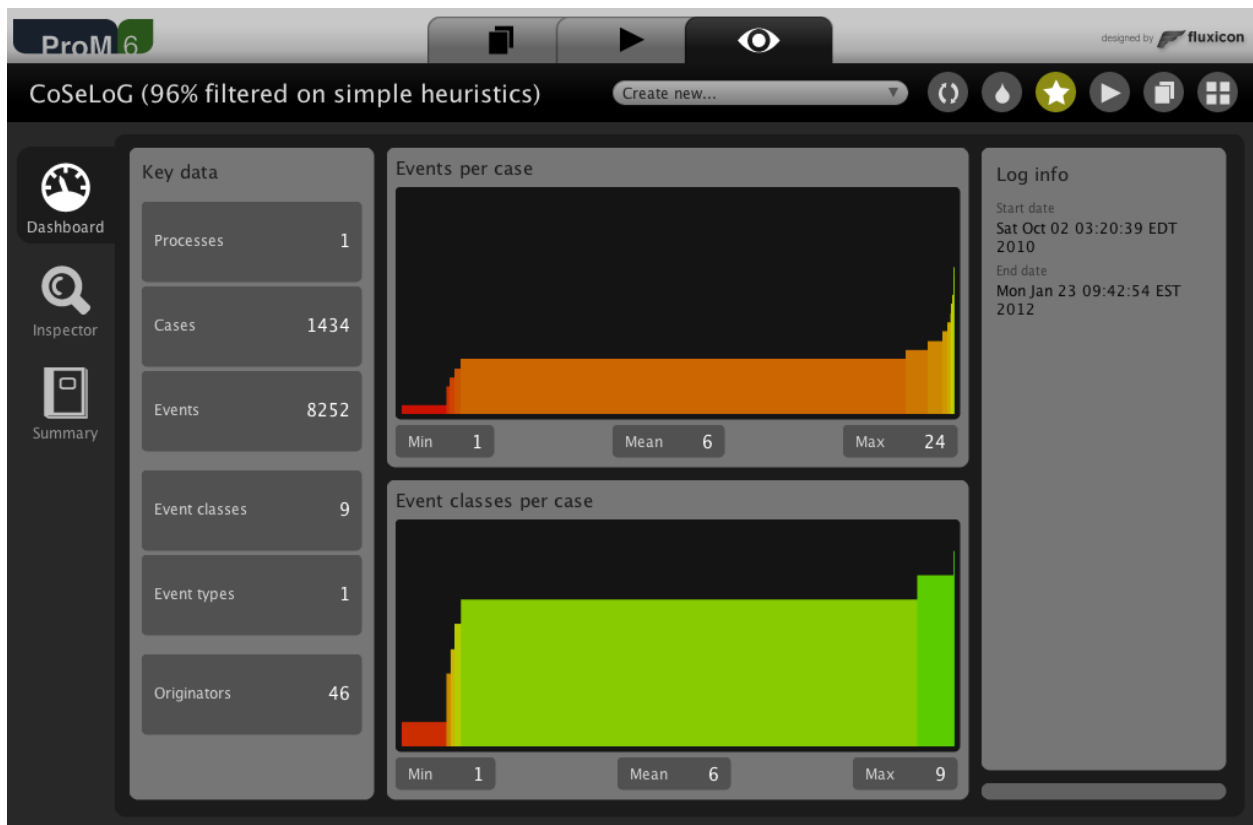 ProM 6
designed by fluxicon
CoSeLoG (96% filtered on simple heuristics)
Create new...
Dashboard
Inspector
Summary
Key data
Processes 1
Cases 1434
Events 8252
Event classes 9
Event types 1
Originators 46
Events per case
Min 1 Mean 6 Max 24
Event classes per case
Min 1 Mean 6 Max 9
Log info
Start date
Sat Oct 02 03:20:39 EDT
2010
End date
Mon Jan 23 09:42:54 EST
2012